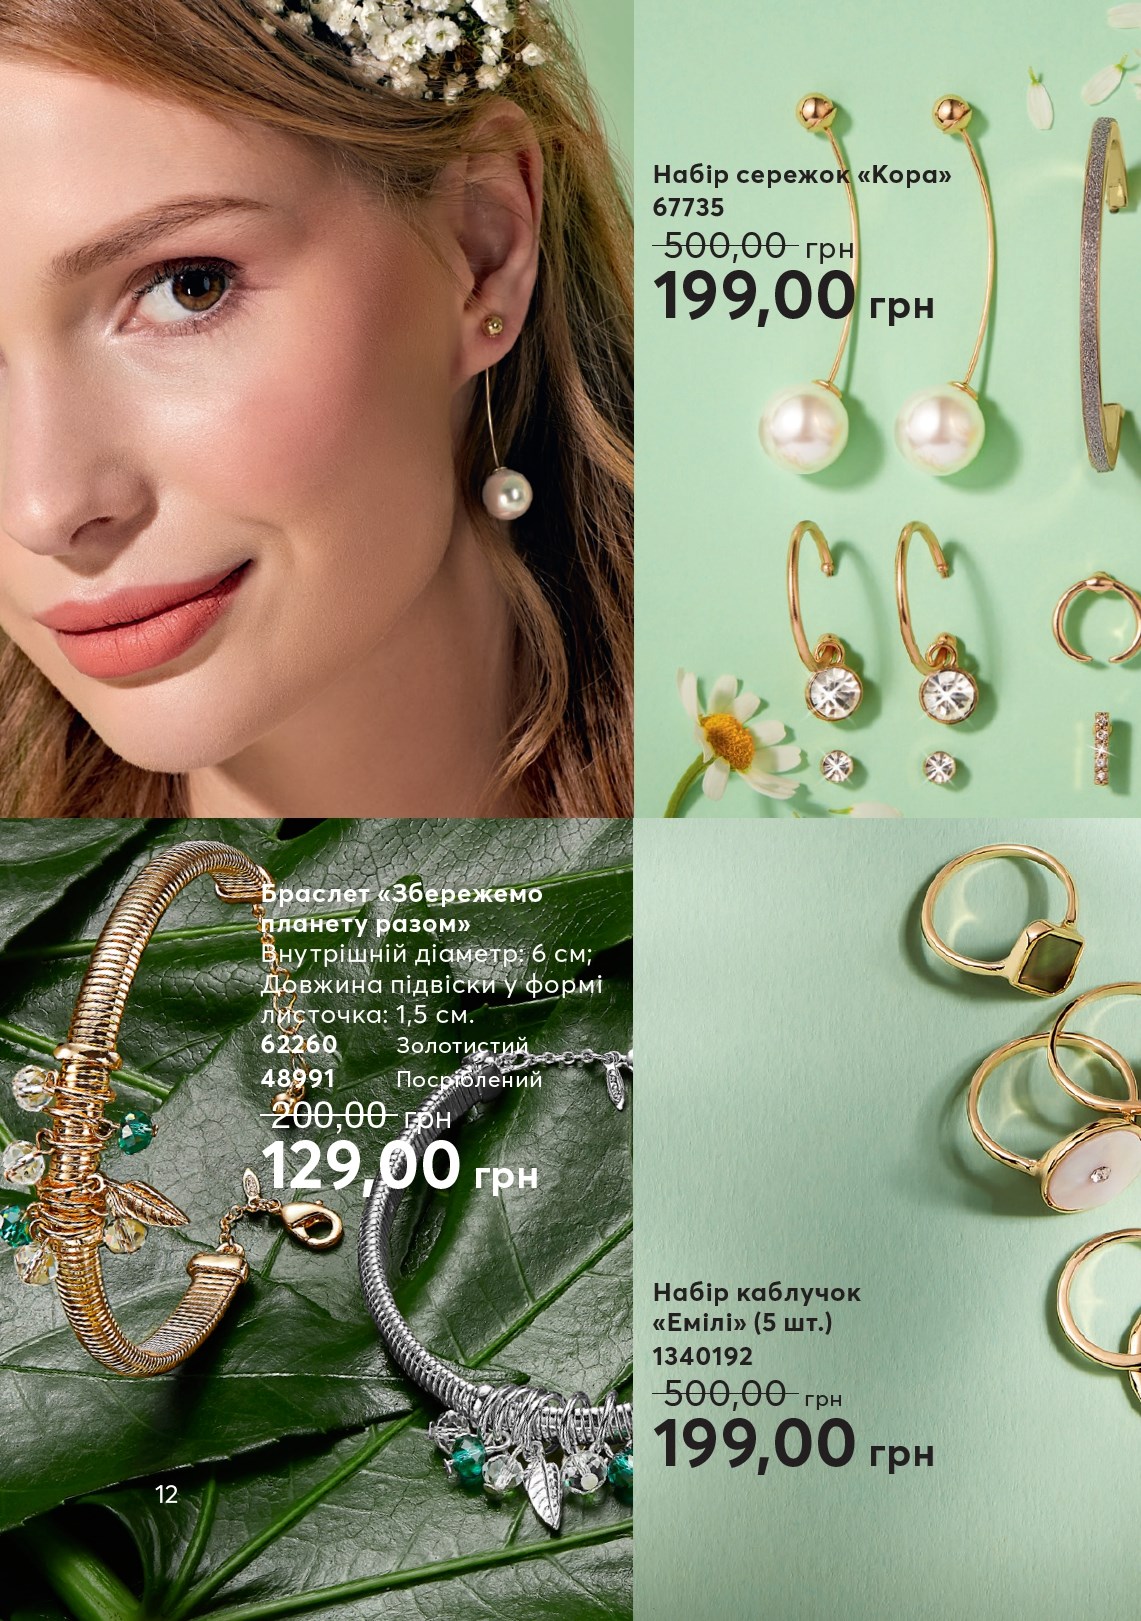 Набір сережок «Кора»
67735
500,00 грн
199,00 грн
Браслет «Збережемо
планету разом»
Внутрішній діаметр: 6 см;
Довжина підвіски у формі
листочка: 1,5 см.
62260 Золотистий
48991 Посріблений
200,00 грн
129,00 грн
Набір каблучок
«Емілі» (5 шт.)
1340192
500,00 грн
199,00 грн
12